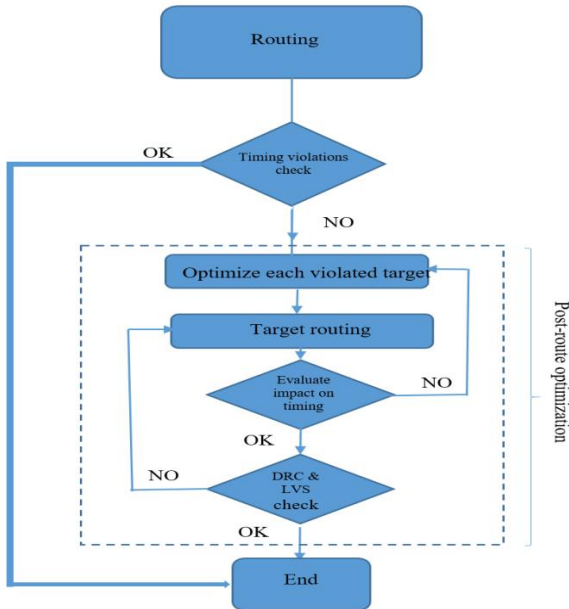 Routing
OK
Timing violations
check
NO
Optimize each violated target
Target routing
Evaluate
impact on
timing
NO
OK
DRC &
LVS
check
NO
OK
End
Post-route optimization